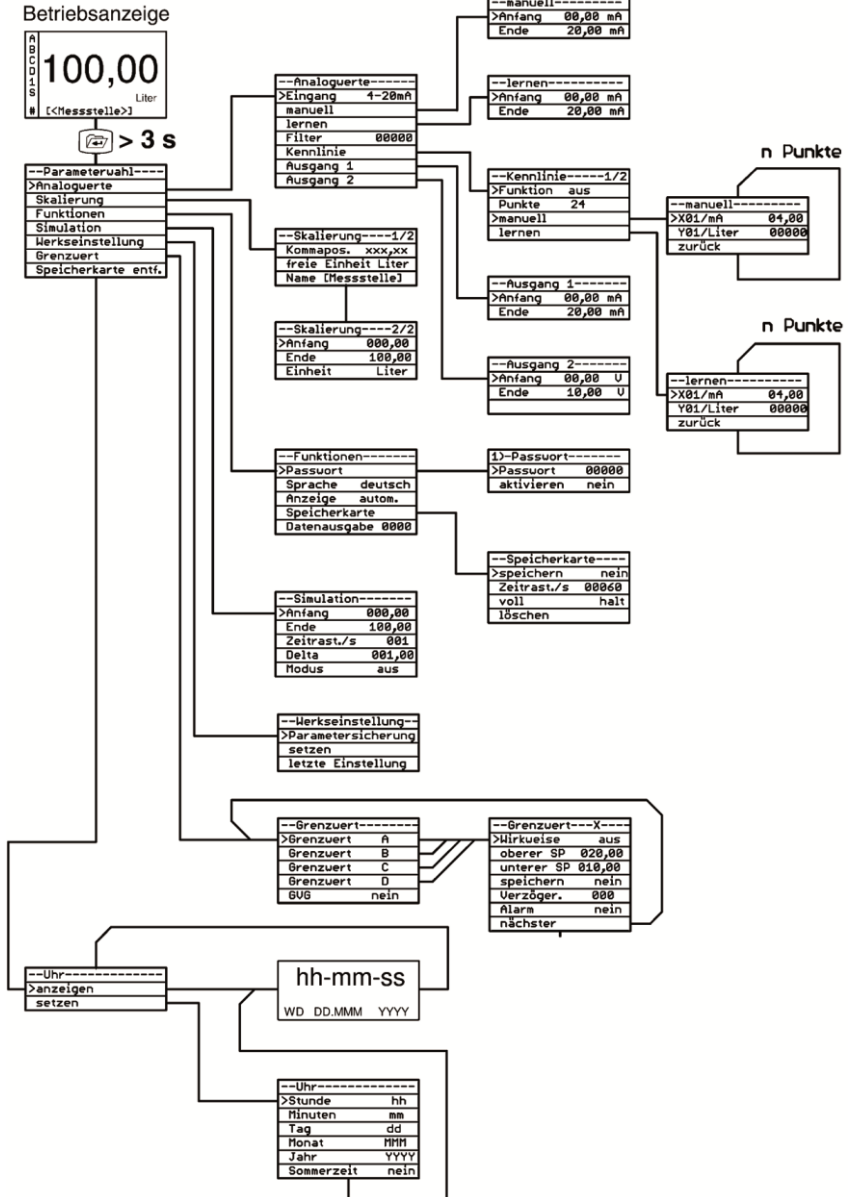 Betriebsanzeige
A
B
C
D
1
S
#
100,00
Liter
[<Messstelle>]
> 3 s
--Parameterwahl----
>Analogwerte
Skalierung
Funktionen
Simulation
Werkseinstellung
Grenzwert
Speicherkarte entf.
--Analogwerte------
>Eingang 4-20mA
manuell
lernen
Filter 00000
Kennlinie
Ausgang 1
Ausgang 2
--manuell----------
>Anfang 00,00 mA
Ende 20,00 mA
--lernen-----------
>Anfang 00,00 mA
Ende 20,00 mA
--Kennlinie-----1/2
>Funktion aus
Punkte 24
>manuell
lernen
n Punkte
--manuell----------
>X01/mA 04,00
Y01/Liter 00000
zurück
n Punkte
--lernen-----------
>X01/mA 04,00
Y01/Liter 00000
zurück
--Skalierung----1/2
Kommapos. xxx,xx
freie Einheit Liter
Name [Messstelle]
--Skalierung----2/2
>Anfang 000,00
Ende 100,00
Einheit Liter
--Ausgang 1--------
>Anfang 00,00 mA
Ende 20,00 mA
--Ausgang 2-------
>Anfang 00,00 V
Ende 10,00 V
--Funktionen-------
>Passwort
Sprache deutsch
Anzeige autom.
Speicherkarte
Datenausgabe 0000
1)-Passwort-------
>Passwort 00000
aktivieren nein
--Speicherkarte----
>speichern nein
Zeitrast./s 00060
voll halt
löschen
--Simulation-------
>Anfang 000,00
Ende 100,00
Zeitrast./s 001
Delta 001,00
Modus aus
--Werkseinstellung--
>Parametersicherung
setzen
letzte Einstellung
--Grenzwert--------
>Grenzwert A
Grenzwert B
Grenzwert C
Grenzwert D
GVG nein
--Grenzwert---X----
>Wirkweise aus
oberer SP 020,00
unterer SP 010,00
speichern nein
Verzöger. 000
Alarm nein
nächster
--Uhr--------------
>anzeigen
setzen
hh-mm-ss
WD DD.MMM YYYY
--Uhr--------------
>Stunde hh
Minuten mm
Tag dd
Monat MMM
Jahr YYYY
Sommerzeit nein